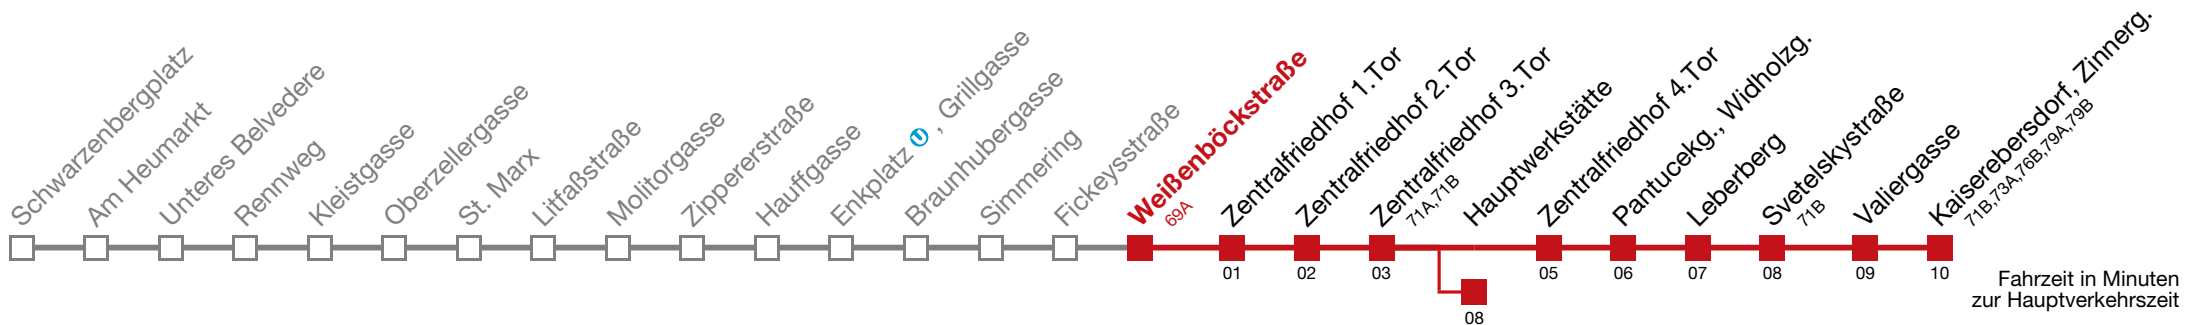 Schwarzenbergplatz
Am Heumarkt
Unteres Belvedere
Rennweg
Kleistgasse
Oberzellergasse
St. Marx
Litfaßstraße
Molitorgasse
Zippererstraße
Hauffgasse
Enkplatz U , Grillgasse
Braunhubergasse
Simmering
Fickeysstraße
Weißenböckstraße
69A
Zentralfriedhof 1.Tor
01
Zentralfriedhof 2.Tor
02
Zentralfriedhof 3.Tor
71A,71B
03
Hauptwerkstätte
08
Zentralfriedhof 4.Tor
05
Pantucekg., Widholzg.
06
Leberberg
07
Svetelskystraße
71B
08
Valiergasse
09
Kaiserebersdorf, Zinnerg.
71B,73A,76B,79A,79B
10
Fahrzeit in Minuten
zur Hauptverkehrszeit